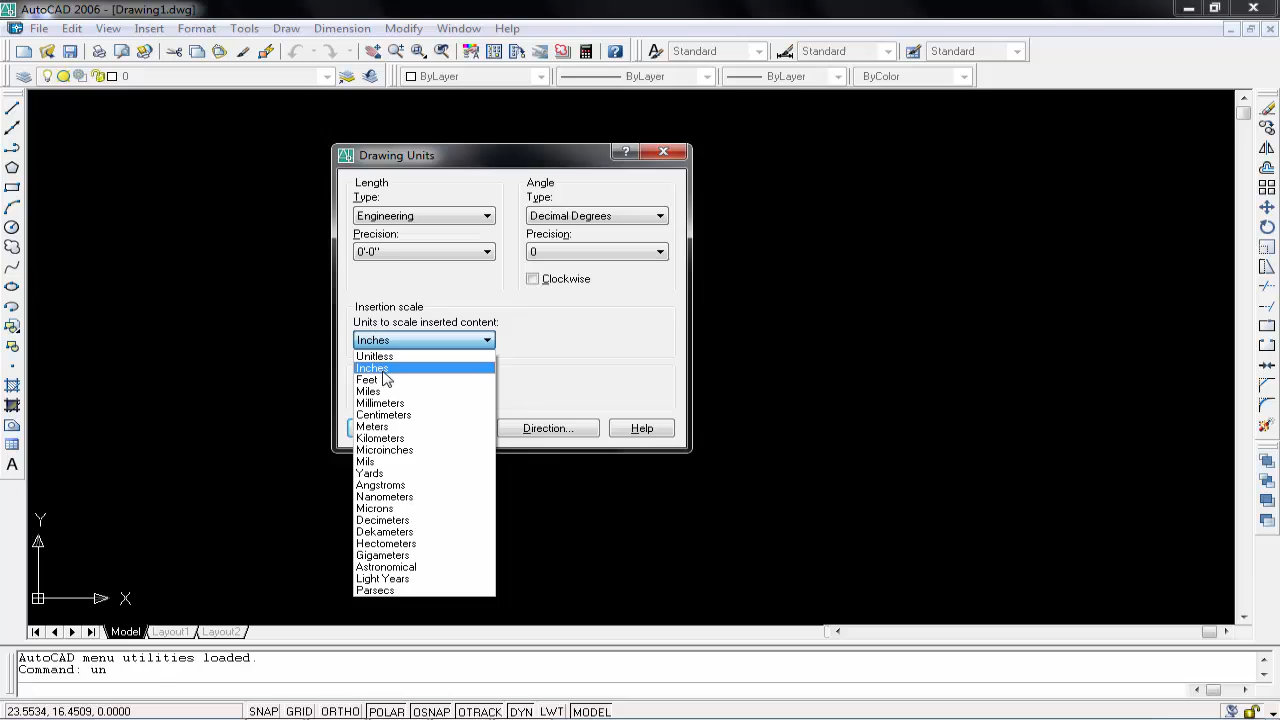 AutoCAD 2006 - [Drawing1.dwg]
File Edit View Insert Format Tools Draw Dimension Modify Window Help
Standard Standard Standard
0 ByLayer ByLayer ByLayer ByColor
Drawing Units
Length Angle
Type: Type:
Engineering Decimal Degrees
Precision: Precision:
0'-0" 0
Clockwise
Insertion scale
Units to scale inserted content:
Inches
Unitless
Inches
Feet
Miles
Millimeters
Centimeters
Meters
Direction... Help
Kilometers
Microinches
Mils
Yards
Angstroms
Nanometers
Microns
Decimeters
Dekameters
Hectometers
Gigameters
Astronomical
Light Years
Parsecs
Y
X
A
Model Layout1 Layout2
AutoCAD menu utilities loaded.
Command: un
23.5534, 16.4509, 0.0000 SNAP GRID ORTHO POLAR OSNAP OTRACK DYN LWT MODEL